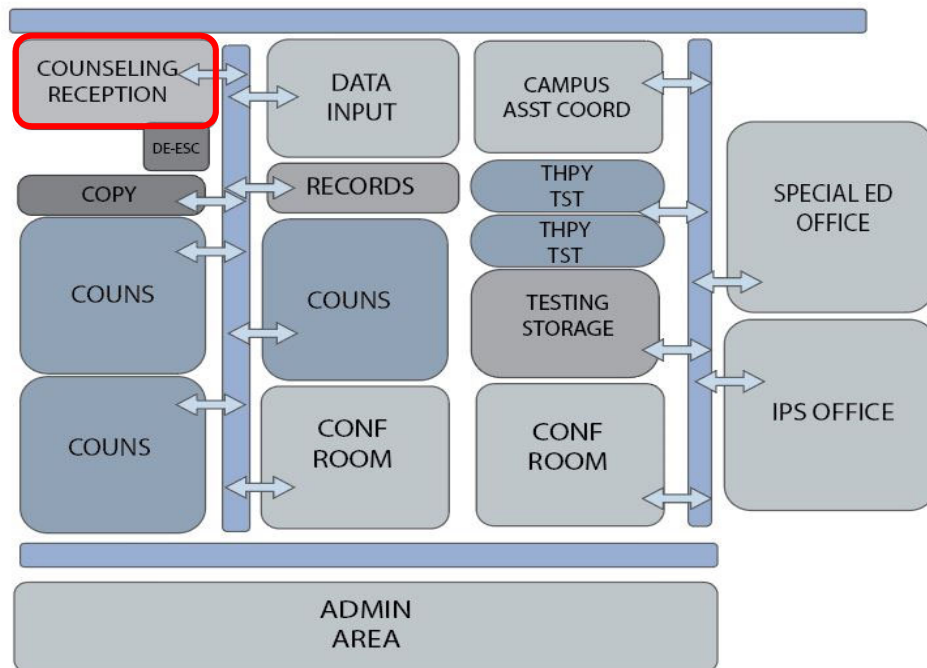 COUNSELING
RECEPTION
DE-ESC
COPY
COUNS
COUNS
DATA
INPUT
RECORDS
COUNS
CONF
ROOM
CAMPUS
ASST COORD
THPY
TST
THPY
TST
TESTING
STORAGE
CONF
ROOM
SPECIAL ED
OFFICE
IPS OFFICE
ADMIN
AREA